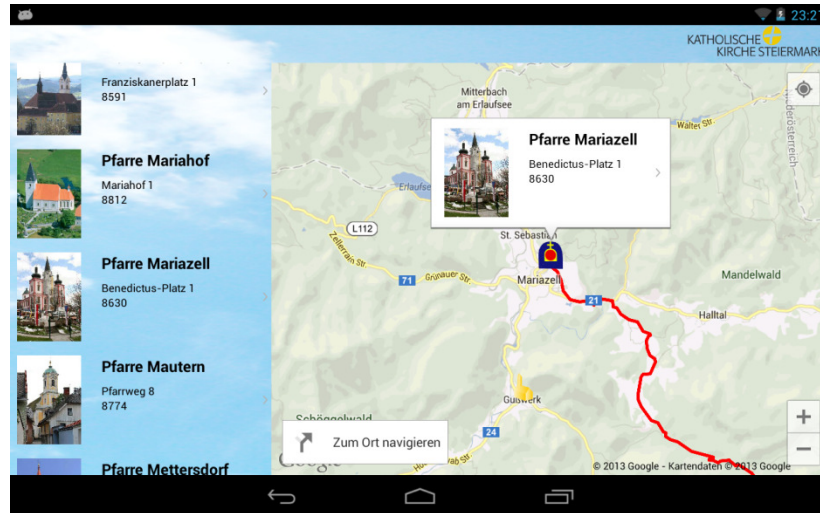 23:27
KATHOLISCHE
KIRCHE STEIERMARK
Franziskanerplatz 1
8591
Pfarre Mariahof
Mariahof 1
8812
Pfarre Mariazell
Benedictus-Platz 1
8630
Pfarre Mautern
Pfarrweg 8
8774
Pfarre Mettersdorf
Mitterbach
am Erlaufsee
Walter Str.
Niederösterreich
Pfarre Mariazell
Benedictus-Platz 1
8630
Erlaufse
L112
Zellerrain Str.
St. Sebastian
71
Grünauer Str.
Mariazell
21
Mandelwald
Halltal
Gußwerk
Schöggelwald
24
Zum Ort navigieren
Google
© 2013 Google - Kartendaten © 2013 Google